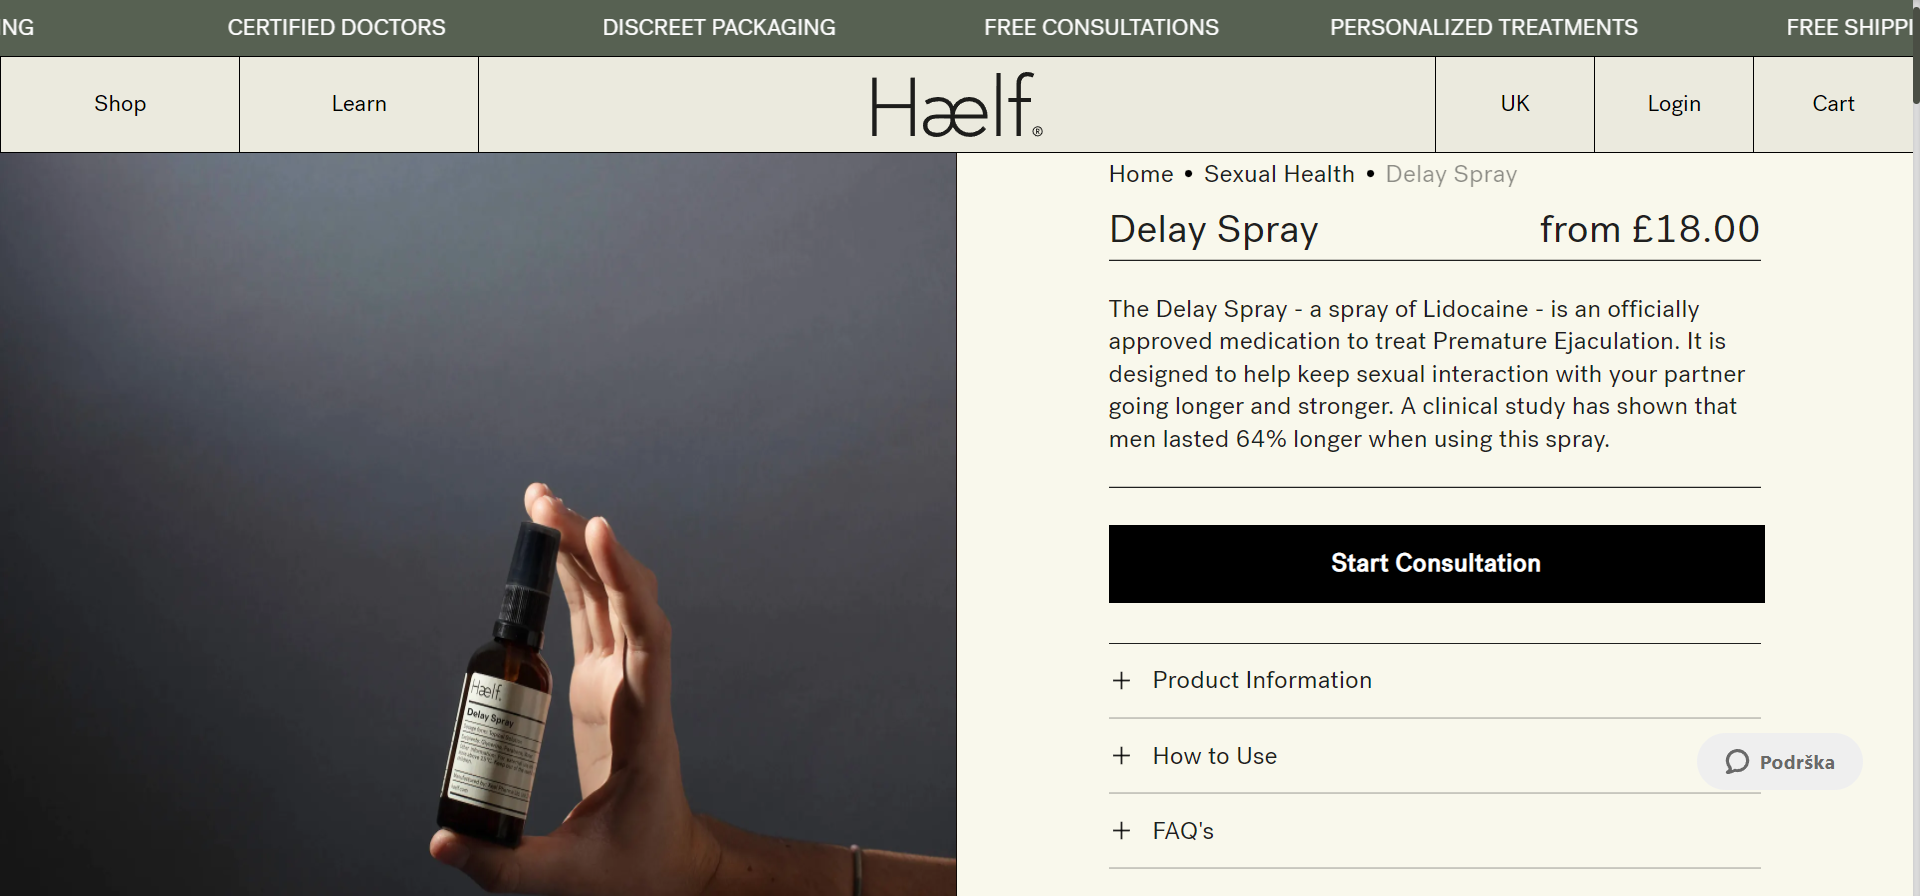 ING CERTIFIED DOCTORS DISCREET PACKAGING FREE CONSULTATIONS PERSONALIZED TREATMENTS FREE SHIPPI
Shop Learn Hælf.® UK Login Cart
Home • Sexual Health • Delay Spray
Delay Spray from £18.00
The Delay Spray - a spray of Lidocaine - is an officially
approved medication to treat Premature Ejaculation. It is
designed to help keep sexual interaction with your partner
going longer and stronger. A clinical study has shown that
men lasted 64% longer when using this spray.
Start Consultation
+ Product Information
+ How to Use
Podrška
+ FAQ's
Hælf.
Delay Spray